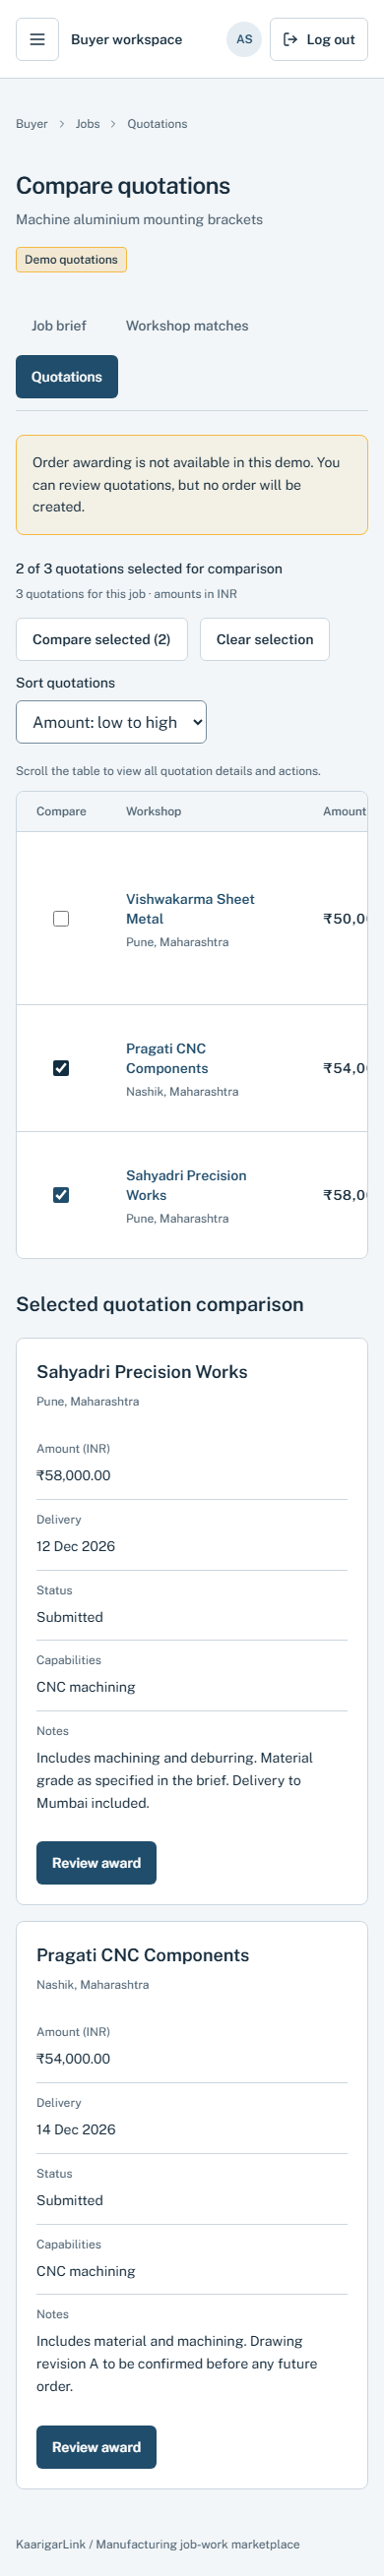 Buyer workspace
AS
Log out
Buyer > Jobs > Quotations
Compare quotations
Machine aluminium mounting brackets
Demo quotations
Job brief
Workshop matches
Quotations
Order awarding is not available in this demo. You
can review quotations, but no order will be
created.
2 of 3 quotations selected for comparison
3 quotations for this job · amounts in INR
Compare selected (2)
Clear selection
Sort quotations
Amount: low to high
Scroll the table to view all quotation details and actions.
Compare
Workshop
Amount
Vishwakarma Sheet
Metal
Pune, Maharashtra
Pragati CNC
Components
Nashik, Maharashtra
Sahyadri Precision
Works
Pune, Maharashtra
Selected quotation comparison
Sahyadri Precision Works
Pune, Maharashtra
Amount (INR)
₹58,000.00
Delivery
12 Dec 2026
Status
Submitted
Capabilities
CNC machining
Notes
Includes machining and deburring. Material
grade as specified in the brief. Delivery to
Mumbai included.
Review award
Pragati CNC Components
Nashik, Maharashtra
Amount (INR)
₹54,000.00
Delivery
14 Dec 2026
Status
Submitted
Capabilities
CNC machining
Notes
Includes material and machining. Drawing
revision A to be confirmed before any future
order.
Review award
KaarigarLink / Manufacturing job-work marketplace